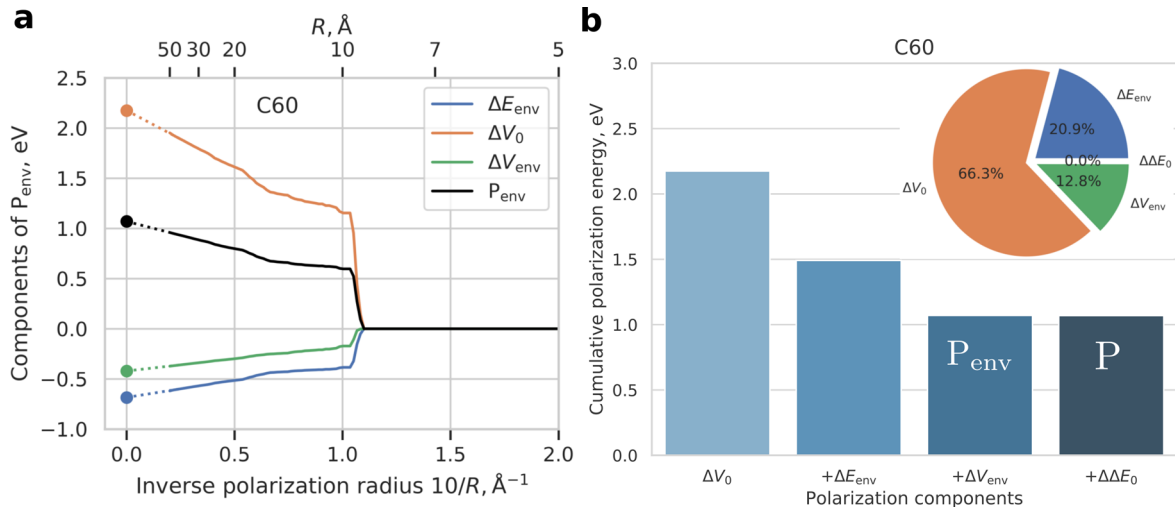 a
R, Å
50 30 20 10 7 5
2.5
2.0
1.5
1.0
0.5
0.0
−0.5
−1.0
Components of P_env, eV
C60
ΔE_env
ΔV_0
ΔV_env
P_env
0.0 0.5 1.0 1.5 2.0
Inverse polarization radius 10/R, Å⁻¹
b
C60
3.0
2.5
2.0
1.5
1.0
0.5
0.0
Cumulative polarization energy, eV
ΔE_env
20.9%
0.0%
ΔΔE_0
12.8%
66.3%
ΔV_0
ΔV_env
P_env
P
ΔV_0 +ΔE_env +ΔV_env +ΔΔE_0
Polarization components